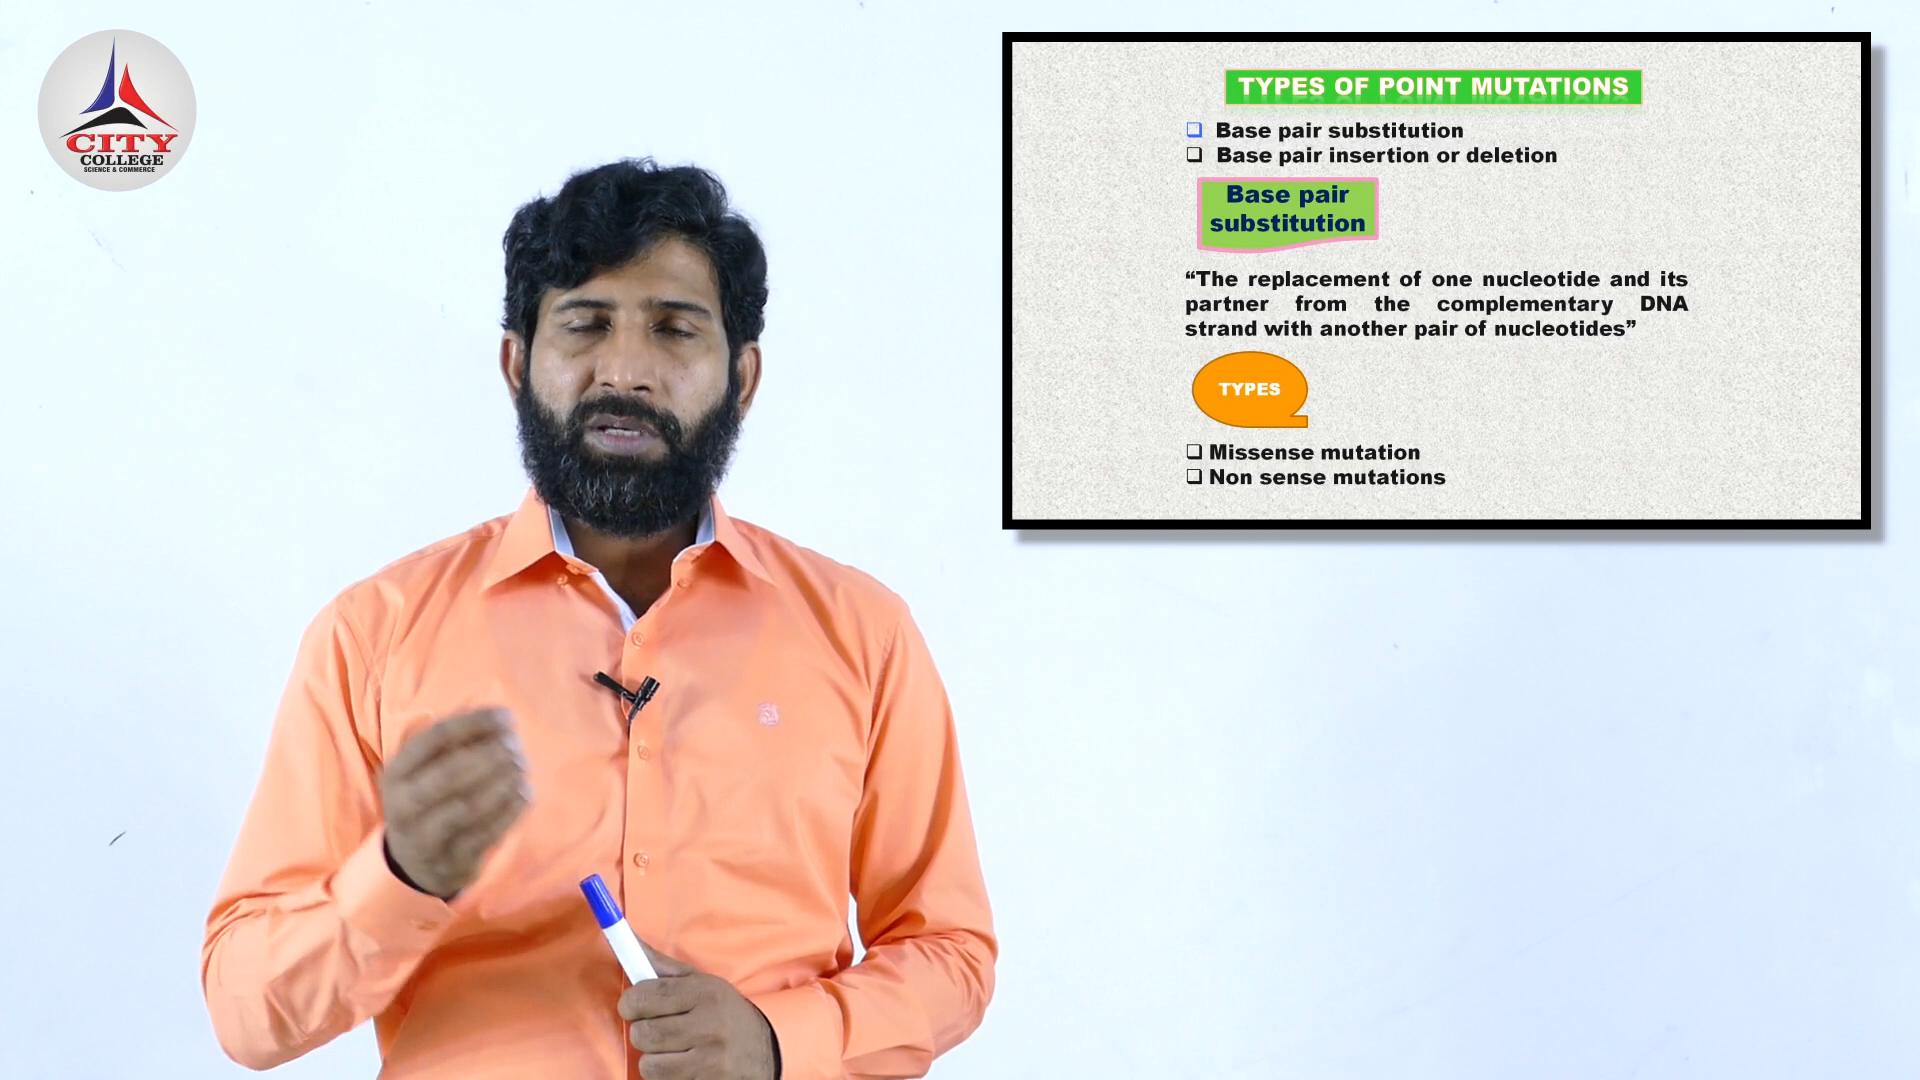 CITY
COLLEGE
SCIENCE & COMMERCE
TYPES OF POINT MUTATIONS
Base pair substitution
Base pair insertion or deletion
Base pair
substitution
“The replacement of one nucleotide and its
partner from the complementary DNA
strand with another pair of nucleotides”
TYPES
Missense mutation
Non sense mutations